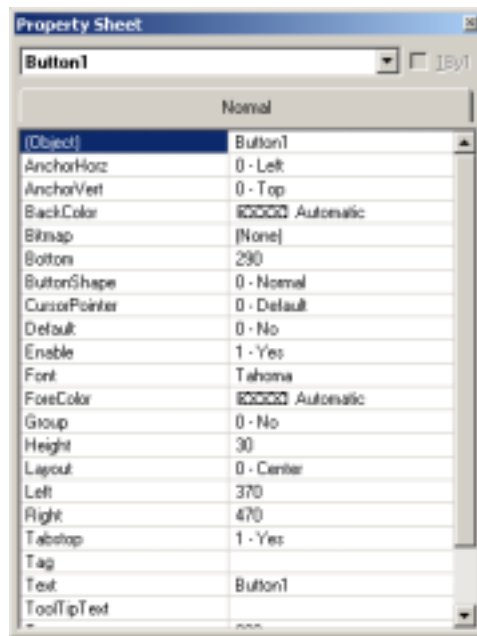 Property Sheet
Button1
Normal
(Object) Button1
AnchorHorz 0 - Left
AnchorVert 0 - Top
BackColor Automatic
Bitmap (None)
Bottom 290
ButtonShape 0 - Normal
CursorPointer 0 - Default
Default 0 - No
Enable 1 - Yes
Font Tahoma
ForeColor Automatic
Group 0 - No
Height 30
Layout 0 - Center
Left 370
Right 470
Tabstop 1 - Yes
Tag
Text Button1
ToolTipText